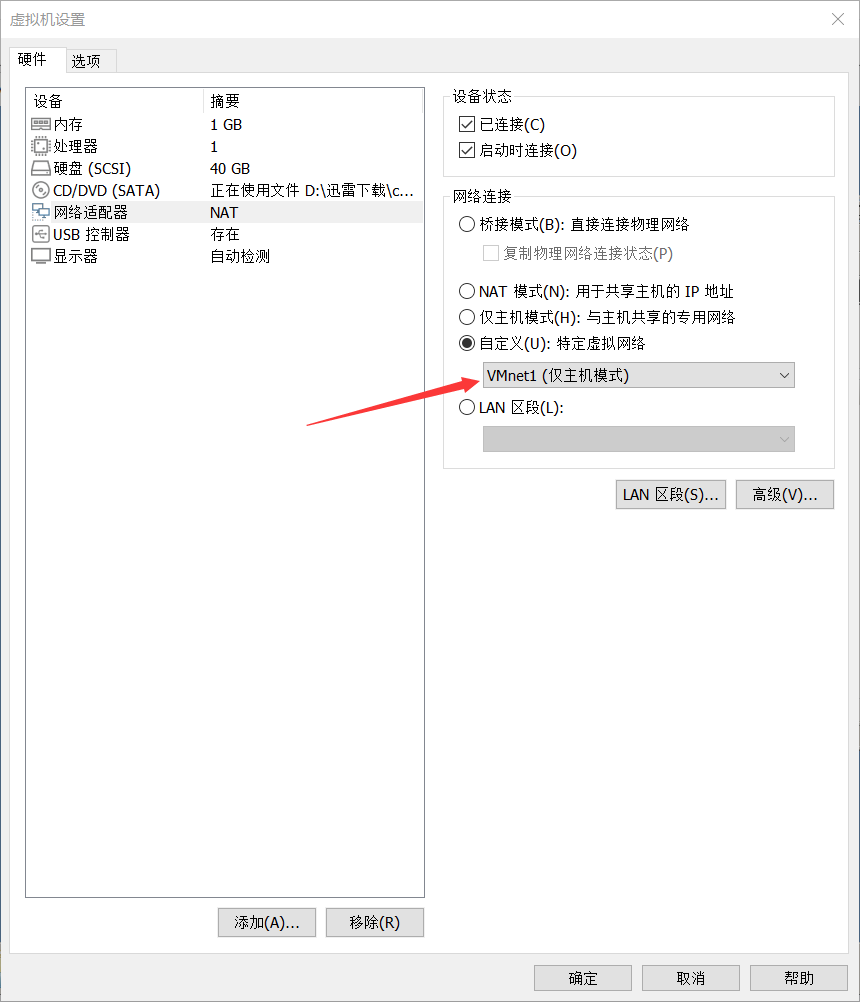 虚拟机设置
硬件 选项
设备 摘要
内存 1 GB
处理器 1
硬盘 (SCSI) 40 GB
CD/DVD (SATA) 正在使用文件 D:\迅雷下载\c...
网络适配器 NAT
USB 控制器 存在
显示器 自动检测
添加(A)... 移除(R)
设备状态
已连接(C)
启动时连接(O)
网络连接
桥接模式(B): 直接连接物理网络
复制物理网络连接状态(P)
NAT 模式(N): 用于共享主机的 IP 地址
仅主机模式(H): 与主机共享的专用网络
自定义(U): 特定虚拟网络
VMnet1 (仅主机模式)
LAN 区段(L):
LAN 区段(S)... 高级(V)...
确定 取消 帮助